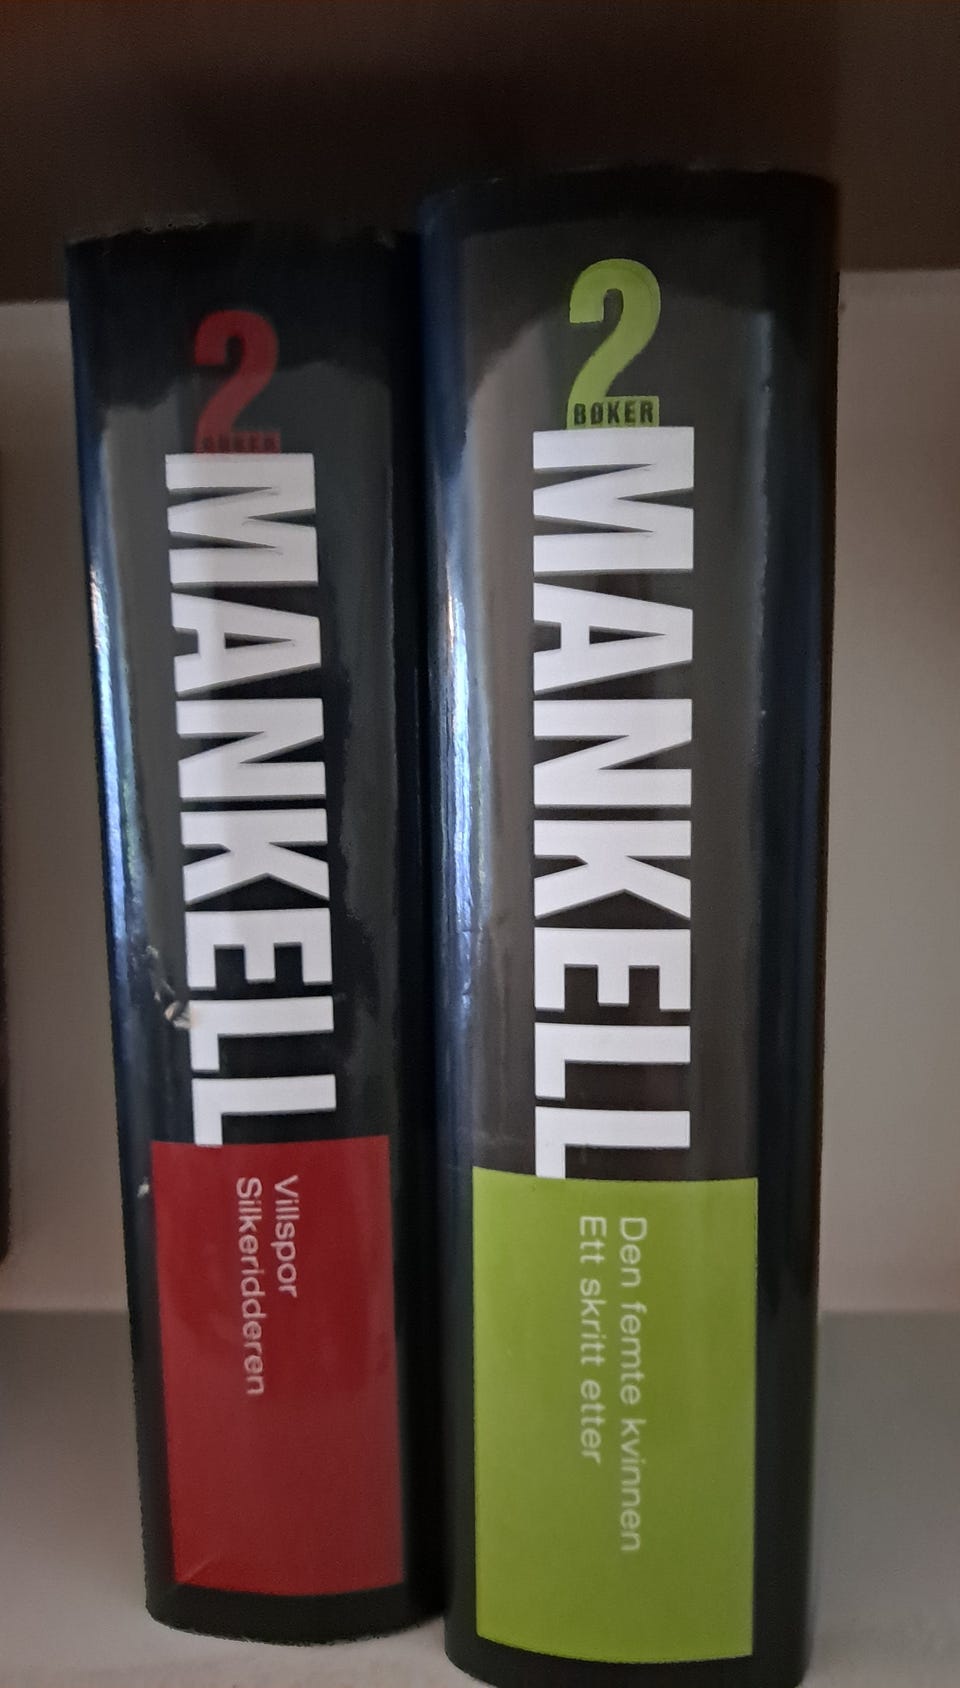 2
BØKER
MANKELL
Villspor
Silkeridderen
2
BØKER
MANKELL
Den femte kvinnen
Ett skritt etter